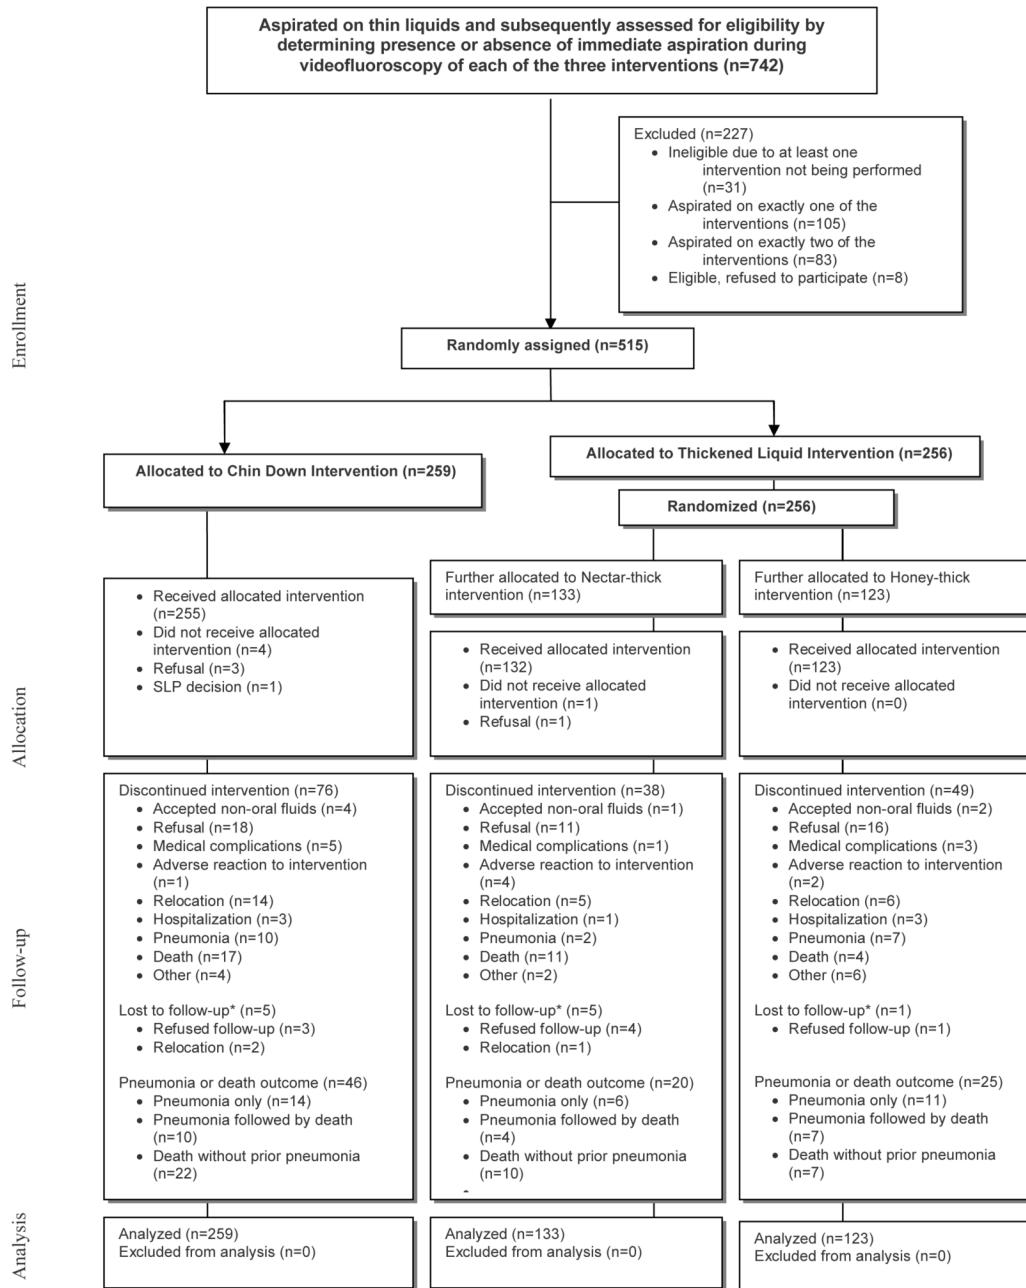 Aspirated on thin liquids and subsequently assessed for eligibility by
determining presence or absence of immediate aspiration during
videofluoroscopy of each of the three interventions (n=742)
Excluded (n=227)
• Ineligible due to at least one
intervention not being performed
(n=31)
• Aspirated on exactly one of the
interventions (n=105)
• Aspirated on exactly two of the
interventions (n=83)
• Eligible, refused to participate (n=8)
Enrollment
Randomly assigned (n=515)
Allocated to Chin Down Intervention (n=259)
Allocated to Thickened Liquid Intervention (n=256)
Randomized (n=256)
Allocation
• Received allocated intervention
(n=255)
• Did not receive allocated
intervention (n=4)
• Refusal (n=3)
• SLP decision (n=1)
Further allocated to Nectar-thick
intervention (n=133)
• Received allocated intervention
(n=132)
• Did not receive allocated
intervention (n=1)
• Refusal (n=1)
Further allocated to Honey-thick
intervention (n=123)
• Received allocated intervention
(n=123)
• Did not receive allocated
intervention (n=0)
Follow-up
Discontinued intervention (n=76)
• Accepted non-oral fluids (n=4)
• Refusal (n=18)
• Medical complications (n=5)
• Adverse reaction to intervention
(n=1)
• Relocation (n=14)
• Hospitalization (n=3)
• Pneumonia (n=10)
• Death (n=17)
• Other (n=4)
Lost to follow-up* (n=5)
• Refused follow-up (n=3)
• Relocation (n=2)
Pneumonia or death outcome (n=46)
• Pneumonia only (n=14)
• Pneumonia followed by death
(n=10)
• Death without prior pneumonia
(n=22)
Discontinued intervention (n=38)
• Accepted non-oral fluids (n=1)
• Refusal (n=11)
• Medical complications (n=1)
• Adverse reaction to intervention
(n=4)
• Relocation (n=5)
• Hospitalization (n=1)
• Pneumonia (n=2)
• Death (n=11)
• Other (n=2)
Lost to follow-up* (n=5)
• Refused follow-up (n=4)
• Relocation (n=1)
Pneumonia or death outcome (n=20)
• Pneumonia only (n=6)
• Pneumonia followed by death
(n=4)
• Death without prior pneumonia
(n=10)
Discontinued intervention (n=49)
• Accepted non-oral fluids (n=2)
• Refusal (n=16)
• Medical complications (n=3)
• Adverse reaction to intervention
(n=2)
• Relocation (n=6)
• Hospitalization (n=3)
• Pneumonia (n=7)
• Death (n=4)
• Other (n=6)
Lost to follow-up* (n=1)
• Refused follow-up (n=1)
Pneumonia or death outcome (n=25)
• Pneumonia only (n=11)
• Pneumonia followed by death
(n=7)
• Death without prior pneumonia
(n=7)
Analysis
Analyzed (n=259)
Excluded from analysis (n=0)
Analyzed (n=133)
Excluded from analysis (n=0)
Analyzed (n=123)
Excluded from analysis (n=0)